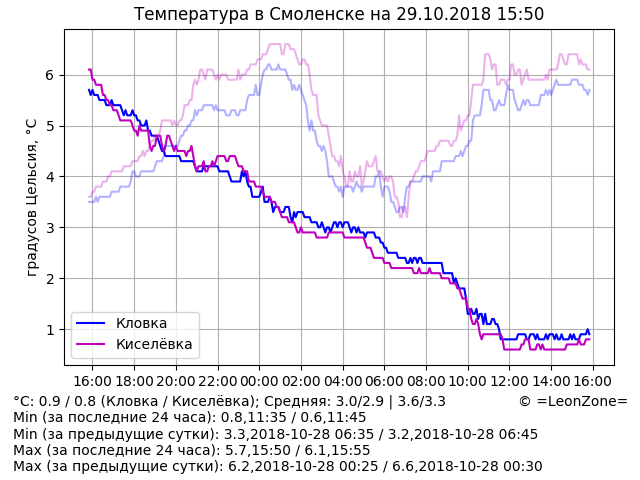 Температура в Смоленске на 29.10.2018 15:50
градусов Цельсия, °C
6
5
4
3
2
1
Кловка
Киселёвка
16:00 18:00 20:00 22:00 00:00 02:00 04:00 06:00 08:00 10:00 12:00 14:00 16:00
°C: 0.9 / 0.8 (Кловка / Киселёвка); Средняя: 3.0/2.9 | 3.6/3.3 © =LeonZone=
Min (за последние 24 часа): 0.8,11:35 / 0.6,11:45
Min (за предыдущие сутки): 3.3,2018-10-28 06:35 / 3.2,2018-10-28 06:45
Max (за последние 24 часа): 5.7,15:50 / 6.1,15:55
Max (за предыдущие сутки): 6.2,2018-10-28 00:25 / 6.6,2018-10-28 00:30